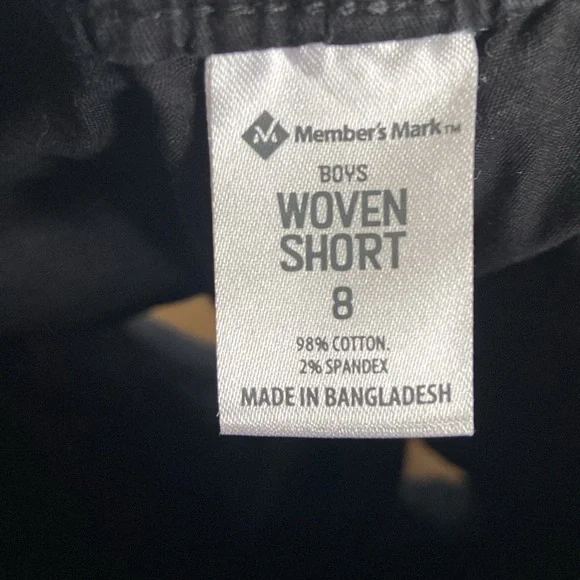 Member's Mark™
BOYS
WOVEN
SHORT
8
98% COTTON.
2% SPANDEX
MADE IN BANGLADESH